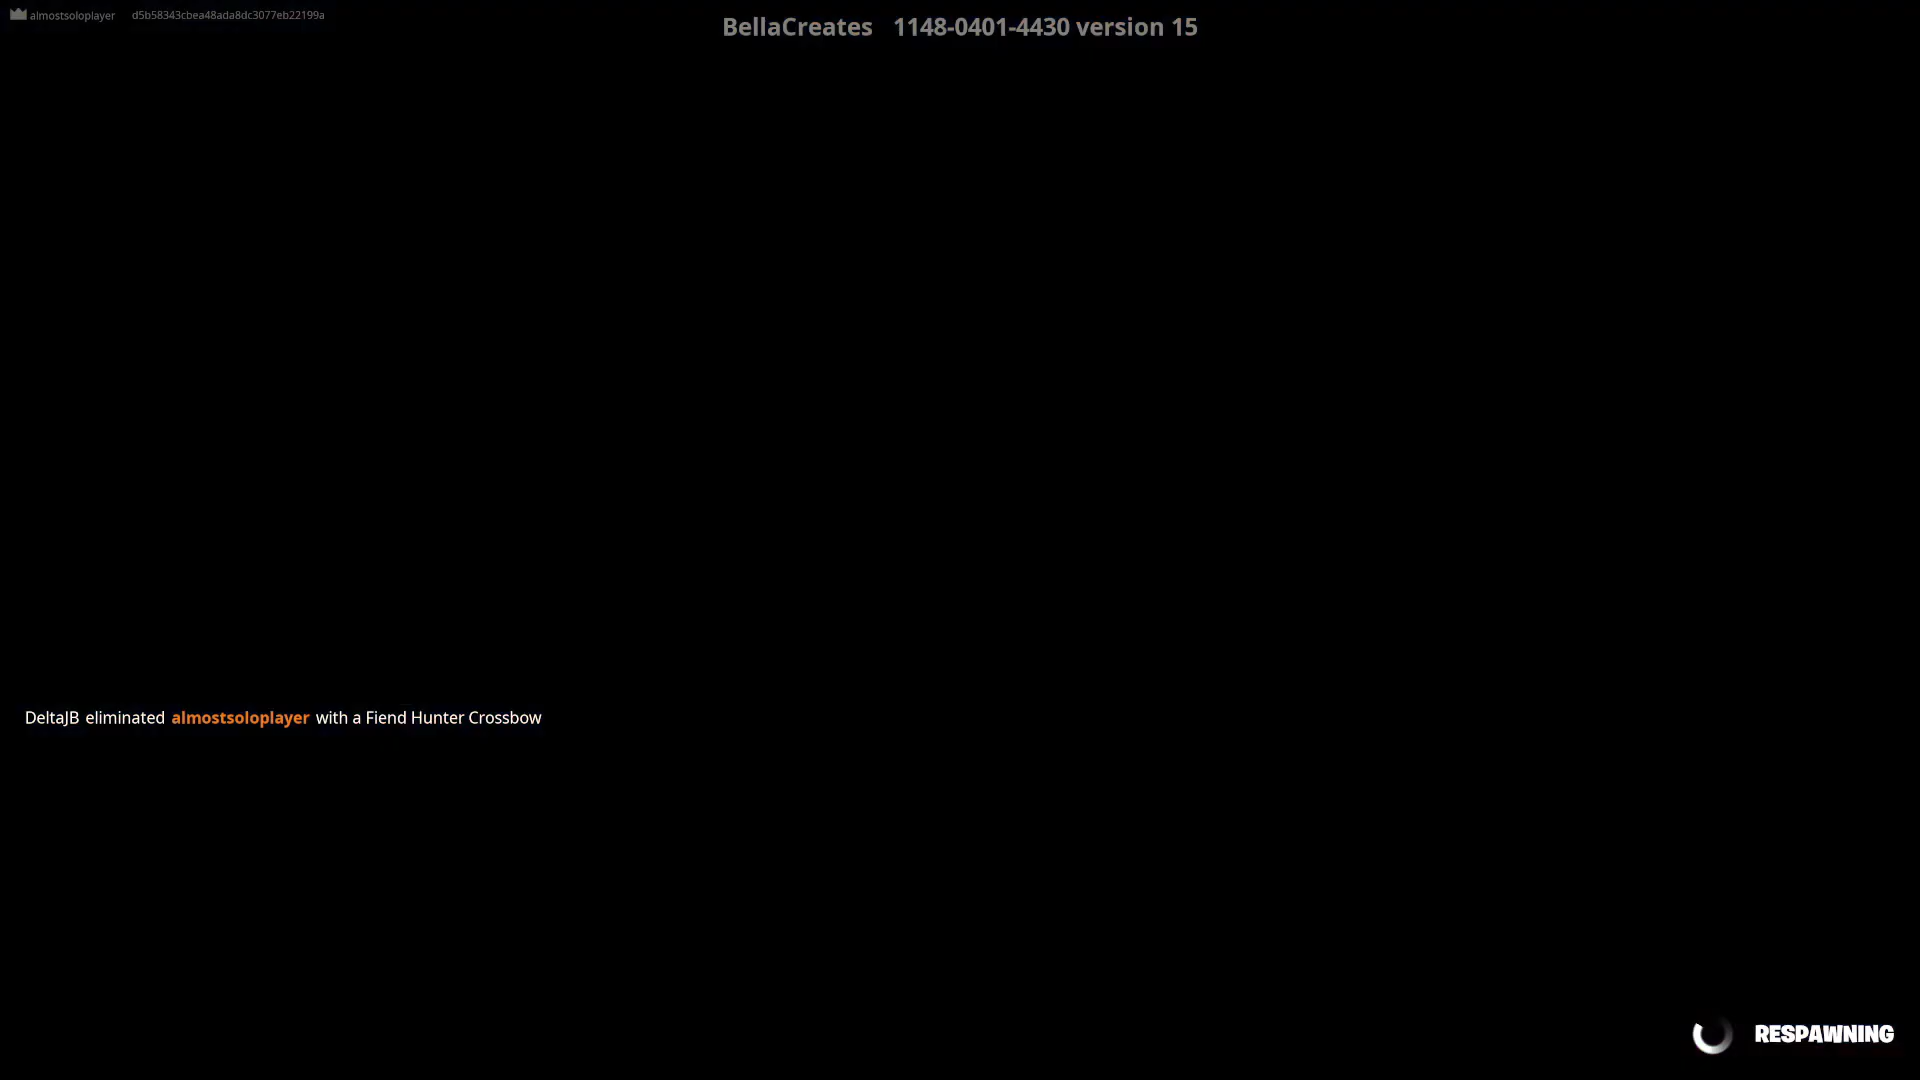 almostsoloplayer d5b58343cbea48ada8dc3077eb22199a
BellaCreates 1148-0401-4430 version 15
DeltaJB eliminated almostsoloplayer with a Fiend Hunter Crossbow
RESPAWNING